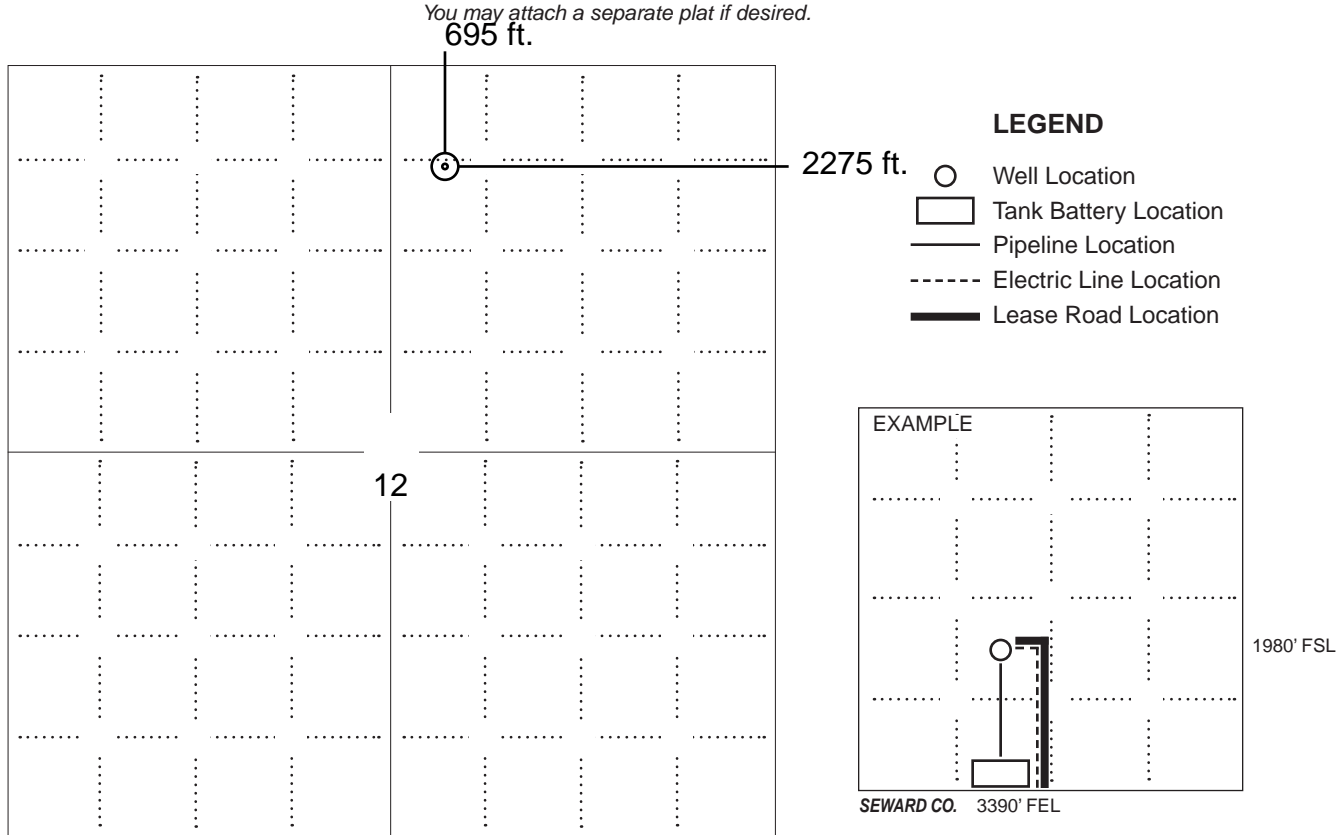 You may attach a separate plat if desired.
695 ft.
2275 ft.
12
LEGEND
Well Location
Tank Battery Location
Pipeline Location
Electric Line Location
Lease Road Location
EXAMPLE
1980’ FSL
SEWARD CO. 3390’ FEL